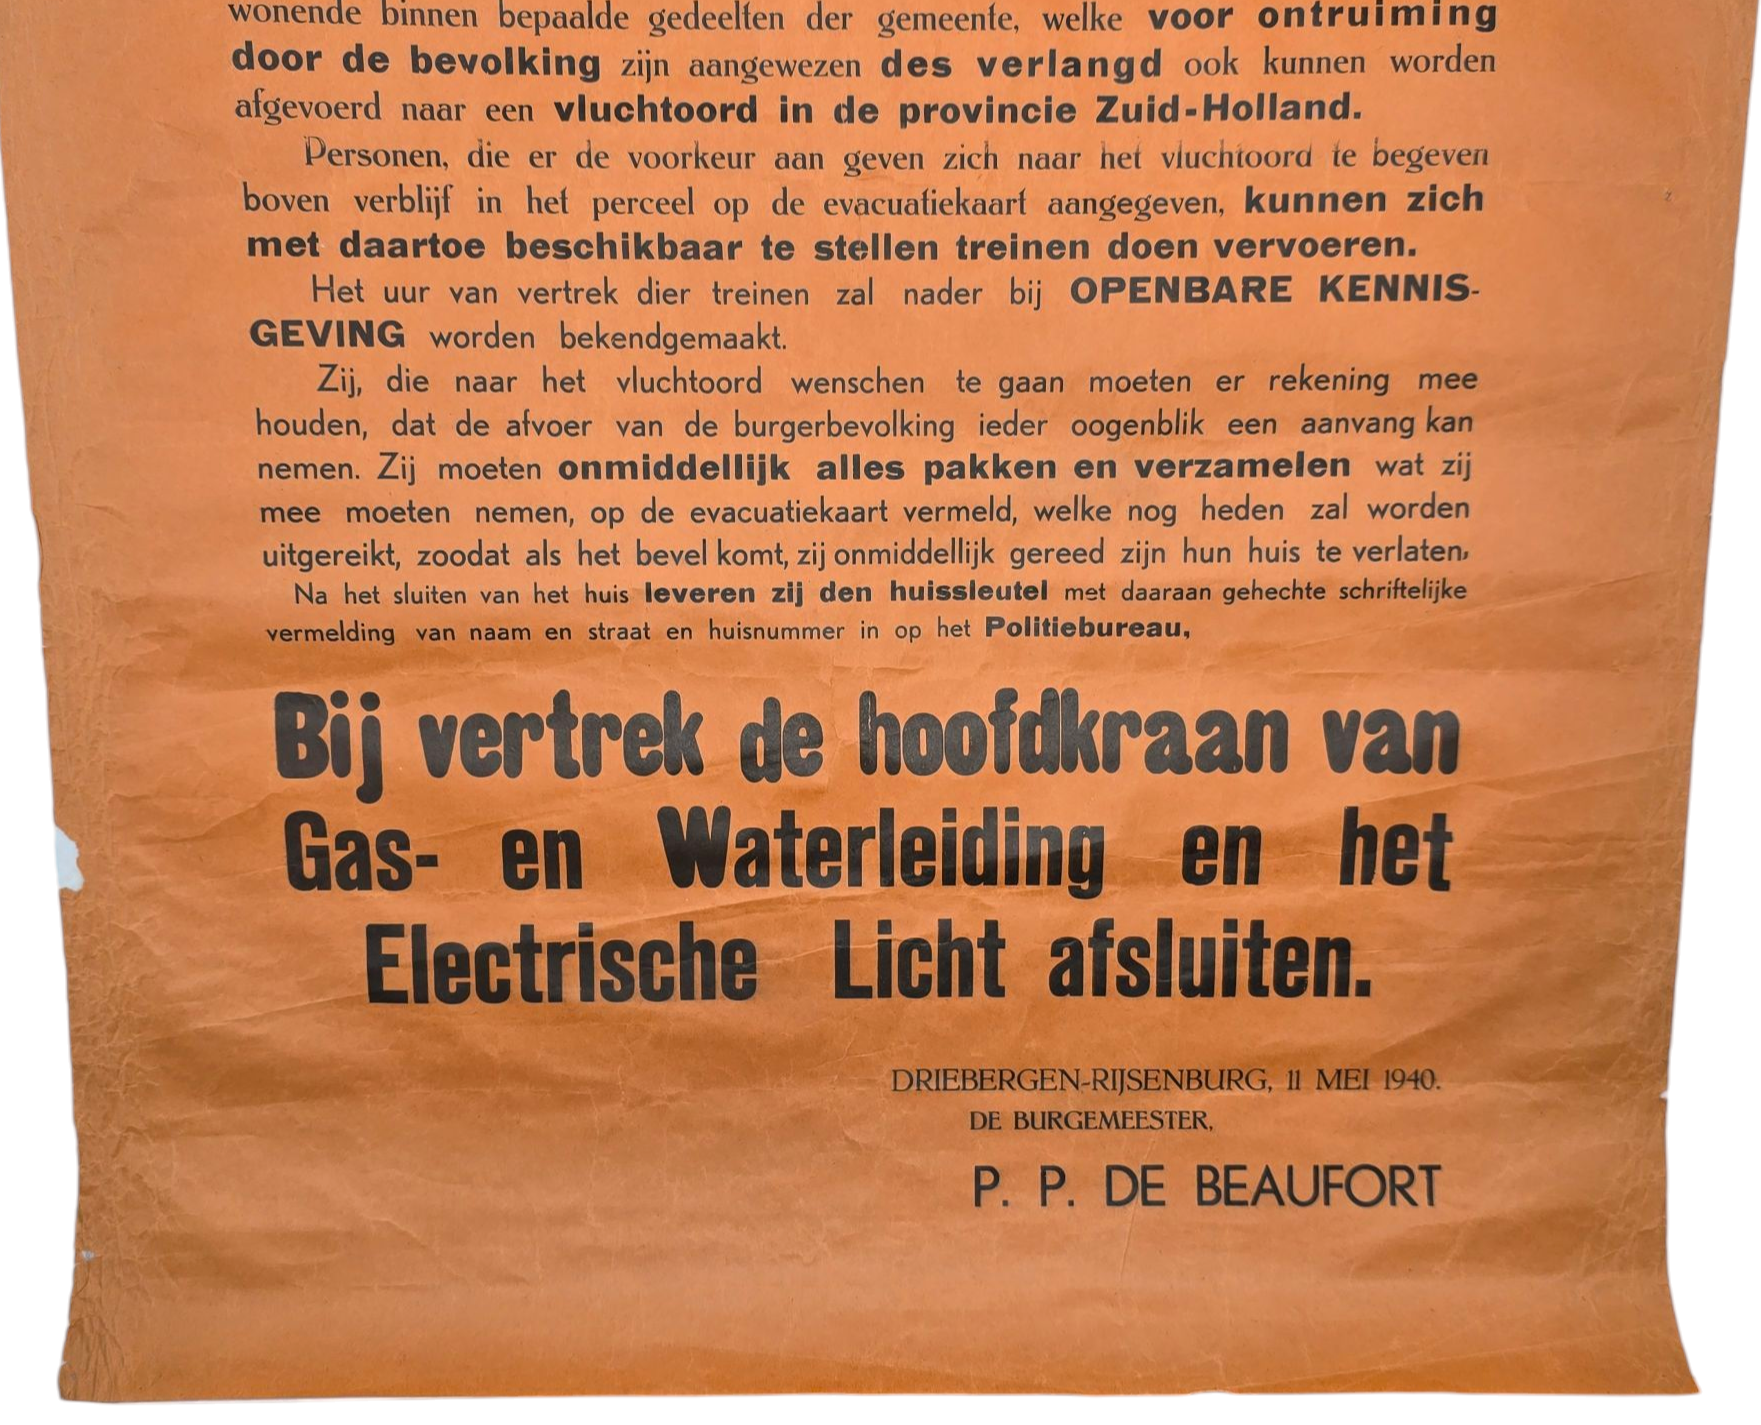 wonende binnen bepaalde gedeelten der gemeente, welke voor ontruiming
door de bevolking zijn aangewezen des verlangd ook kunnen worden
afgevoerd naar een vluchtoord in de provincie Zuid-Holland.
Personen, die er de voorkeur aan geven zich naar het vluchtoord te begeven
boven verblijf in het perceel op de evacuatiekaart aangegeven, kunnen zich
met daartoe beschikbaar te stellen treinen doen vervoeren.
Het uur van vertrek dier treinen zal nader bij OPENBARE KENNIS-
GEVING worden bekendgemaakt.
Zij, die naar het vluchtoord wenschen te gaan moeten er rekening mee
houden, dat de afvoer van de burgerbevolking ieder oogenblik een aanvang kan
nemen. Zij moeten onmiddellijk alles pakken en verzamelen wat zij
mee moeten nemen, op de evacuatiekaart vermeld, welke nog heden zal worden
uitgereikt, zoodat als het bevel komt, zij onmiddellijk gereed zijn hun huis te verlaten,
Na het sluiten van het huis leveren zij den huissleutel met daaraan gehechte schriftelijke
vermelding van naam en straat en huisnummer in op het Politiebureau,
Bij vertrek de hoofdkraan van
Gas- en Waterleiding en het
Electrische Licht afsluiten.
DRIEBERGEN-RIJSENBURG, 11 MEI 1940.
DE BURGEMEESTER,
P. P. DE BEAUFORT